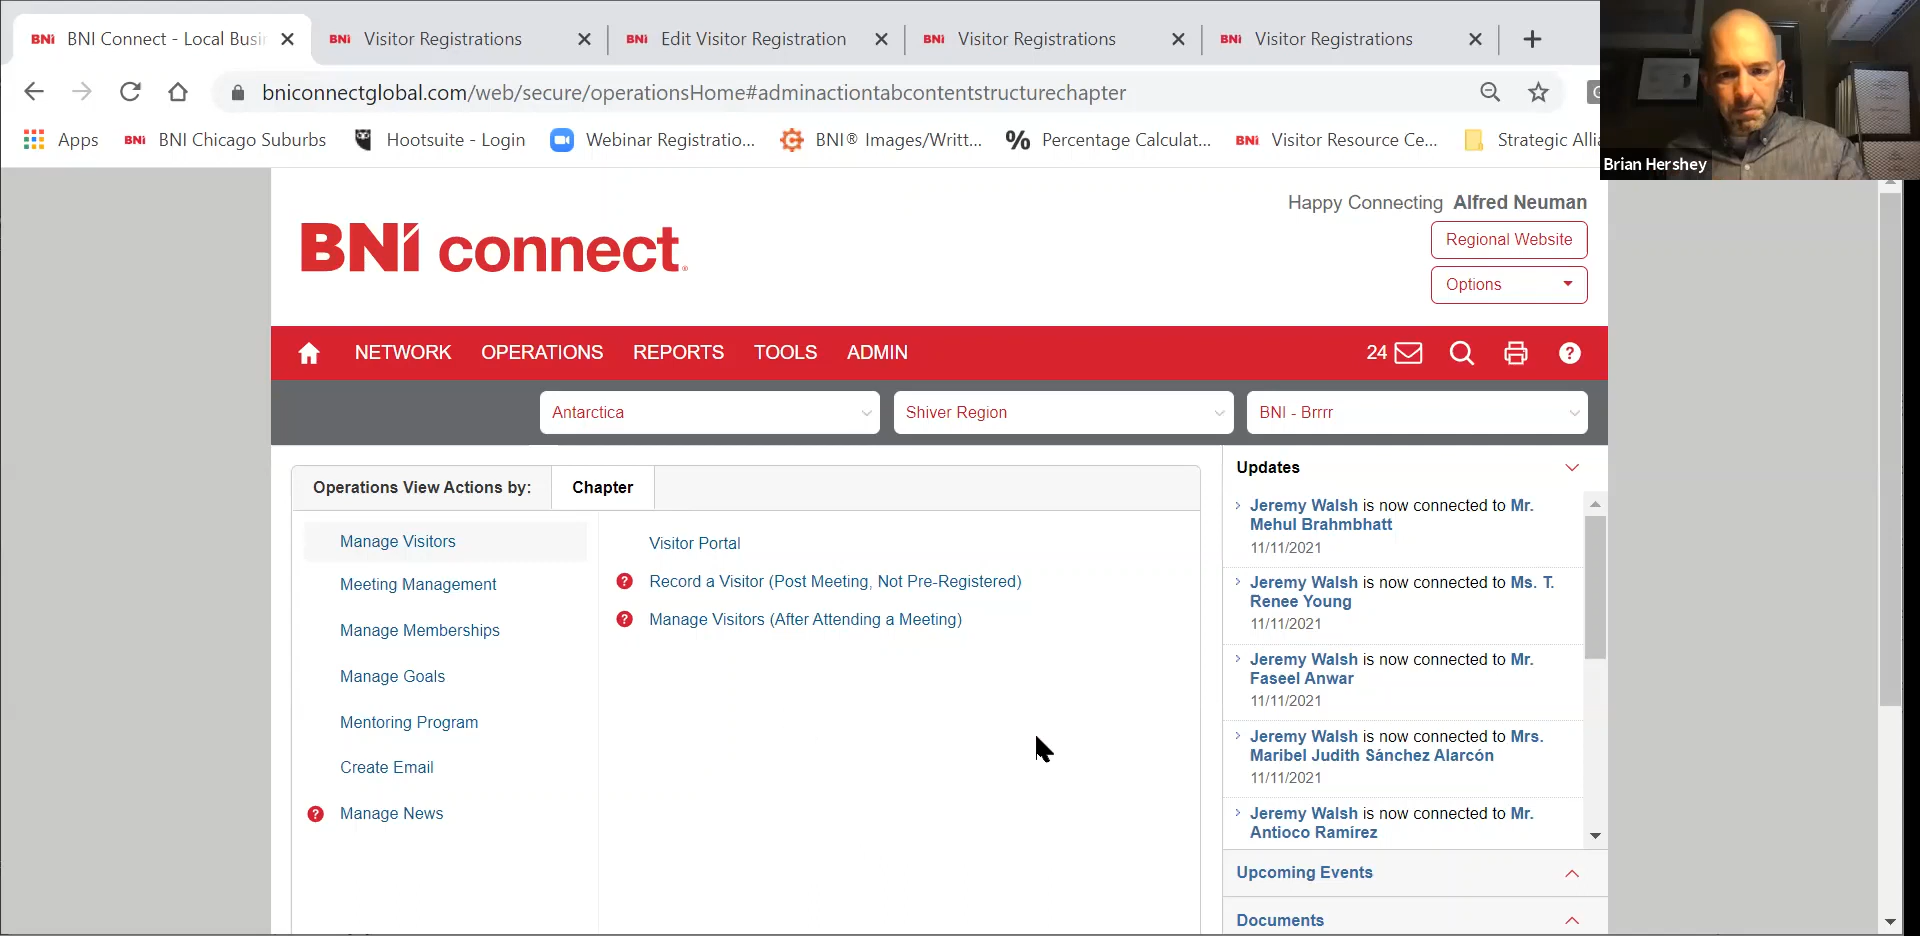 BNI BNI Connect - Local Busi
BNI Visitor Registrations
BNI Edit Visitor Registration
BNI Visitor Registrations
BNI Visitor Registrations
bniconnectglobal.com/web/secure/operationsHome#adminactiontabcontentstructurechapter
Apps
BNI BNI Chicago Suburbs
Hootsuite - Login
Webinar Registratio...
BNI® Images/Writt...
% Percentage Calculat...
BNI Visitor Resource Ce...
Strategic Alli
Brian Hershey
BNI connect®
Happy Connecting Alfred Neuman
Regional Website
Options
NETWORK OPERATIONS REPORTS TOOLS ADMIN 24 ?
Antarctica
Shiver Region
BNI - Brrrr
Operations View Actions by: Chapter
Manage Visitors
Meeting Management
Manage Memberships
Manage Goals
Mentoring Program
Create Email
? Manage News
Visitor Portal
? Record a Visitor (Post Meeting, Not Pre-Registered)
? Manage Visitors (After Attending a Meeting)
Updates
Jeremy Walsh is now connected to Mr.
Mehul Brahmbhatt
11/11/2021
Jeremy Walsh is now connected to Ms. T.
Renee Young
11/11/2021
Jeremy Walsh is now connected to Mr.
Faseel Anwar
11/11/2021
Jeremy Walsh is now connected to Mrs.
Maribel Judith Sánchez Alarcón
11/11/2021
Jeremy Walsh is now connected to Mr.
Antioco Ramírez
Upcoming Events
Documents